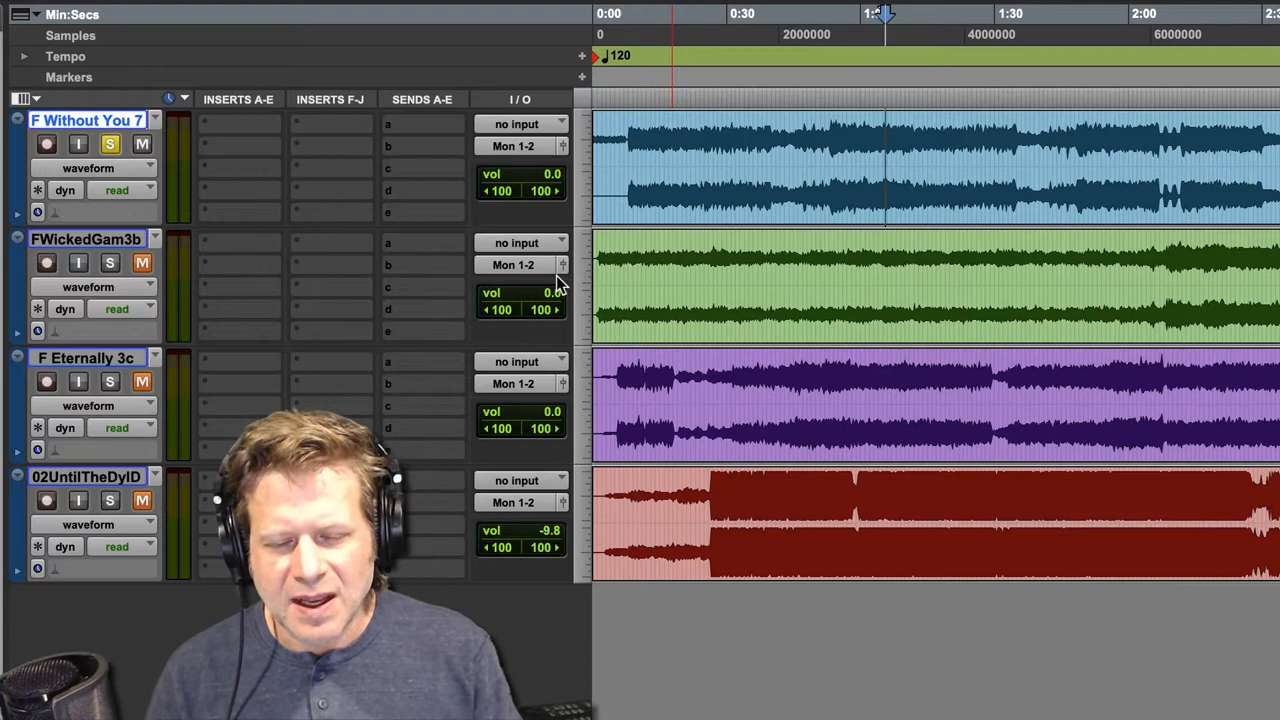 Min:Secs 0:00 0:30 1:30 2:00
Samples 0 2000000 4000000 6000000
Tempo + 120
Markers +
INSERTS A-E INSERTS F-J SENDS A-E I / O
F Without You 7 a no input
I S M b Mon 1-2
waveform c vol 0.0
* dyn read d 100 100
e
FWickedGam3b a no input
I S M b Mon 1-2
waveform c vol 0.0
* dyn read d 100 100
e
F Eternally 3c a no input
I S M b Mon 1-2
waveform c vol 0.0
* dyn read d 100 100
02UntilTheDylD no input
I S M Mon 1-2
waveform vol -9.8
* dyn read 100 100